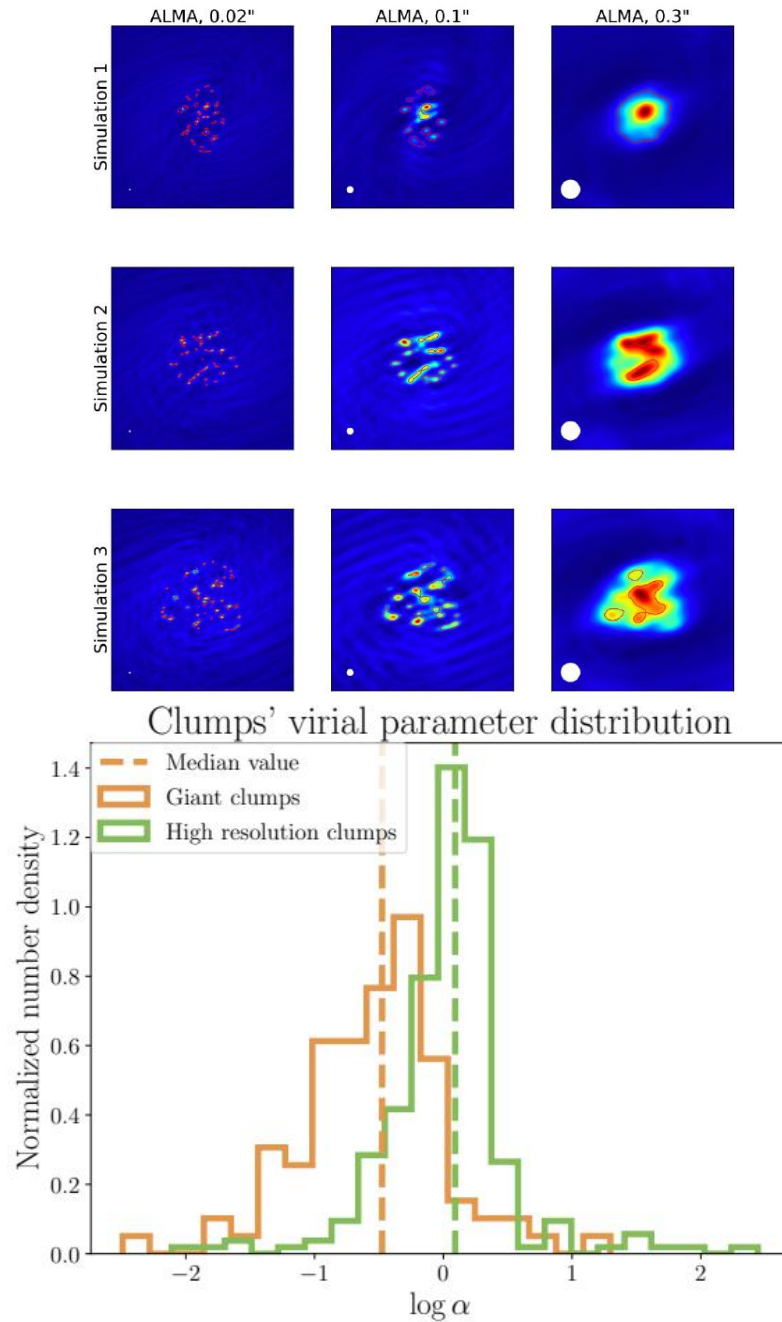 ALMA, 0.02" ALMA, 0.1" ALMA, 0.3"
Simulation 1
Simulation 2
Simulation 3
Clumps' virial parameter distribution
Median value
Giant clumps
High resolution clumps
Normalized number density
1.4
1.2
1.0
0.8
0.6
0.4
0.2
0.0
−2 −1 0 1 2
log α